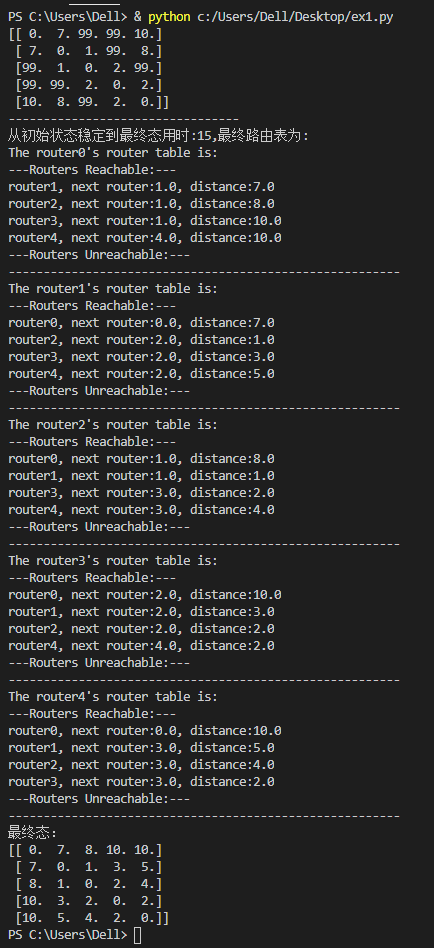 PS C:\Users\Dell> & python c:/Users/Dell/Desktop/ex1.py
[[ 0.  7. 99. 99. 10.]
 [ 7.  0.  1. 99.  8.]
 [99.  1.  0.  2. 99.]
 [99. 99.  2.  0.  2.]
 [10.  8. 99.  2.  0.]]
---------------------------------
从初始状态稳定到最终态用时:15,最终路由表为:
The router0's router table is:
---Routers Reachable:---
router1, next router:1.0, distance:7.0
router2, next router:1.0, distance:8.0
router3, next router:1.0, distance:10.0
router4, next router:4.0, distance:10.0
---Routers Unreachable:---
--------------------------------------------------------
The router1's router table is:
---Routers Reachable:---
router0, next router:0.0, distance:7.0
router2, next router:2.0, distance:1.0
router3, next router:2.0, distance:3.0
router4, next router:2.0, distance:5.0
---Routers Unreachable:---
--------------------------------------------------------
The router2's router table is:
---Routers Reachable:---
router0, next router:1.0, distance:8.0
router1, next router:1.0, distance:1.0
router3, next router:3.0, distance:2.0
router4, next router:3.0, distance:4.0
---Routers Unreachable:---
--------------------------------------------------------
The router3's router table is:
---Routers Reachable:---
router0, next router:2.0, distance:10.0
router1, next router:2.0, distance:3.0
router2, next router:2.0, distance:2.0
router4, next router:4.0, distance:2.0
---Routers Unreachable:---
--------------------------------------------------------
The router4's router table is:
---Routers Reachable:---
router0, next router:0.0, distance:10.0
router1, next router:3.0, distance:5.0
router2, next router:3.0, distance:4.0
router3, next router:3.0, distance:2.0
---Routers Unreachable:---
--------------------------------------------------------
最终态:
[[ 0.  7.  8. 10. 10.]
 [ 7.  0.  1.  3.  5.]
 [ 8.  1.  0.  2.  4.]
 [10.  3.  2.  0.  2.]
 [10.  5.  4.  2.  0.]]
PS C:\Users\Dell>